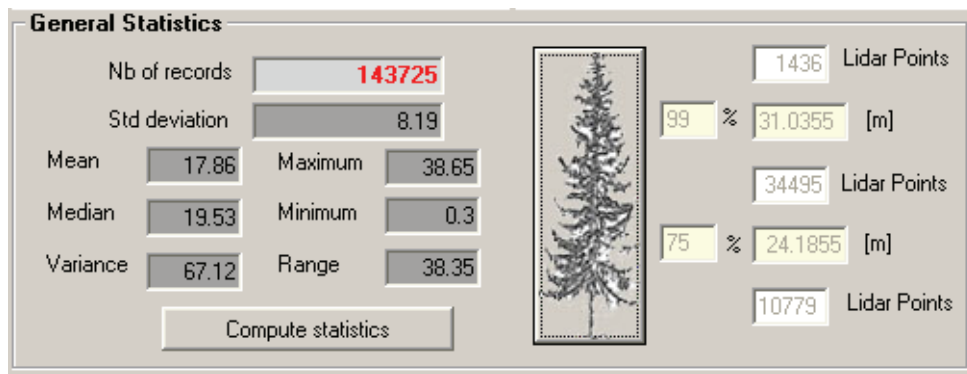 General Statistics
Nb of records 143725
Std deviation 8.19
Mean 17.86 Maximum 38.65
Median 19.53 Minimum 0.3
Variance 67.12 Range 38.35
Compute statistics
1436 Lidar Points
99 % 31.0355 [m]
34495 Lidar Points
75 % 24.1855 [m]
10779 Lidar Points